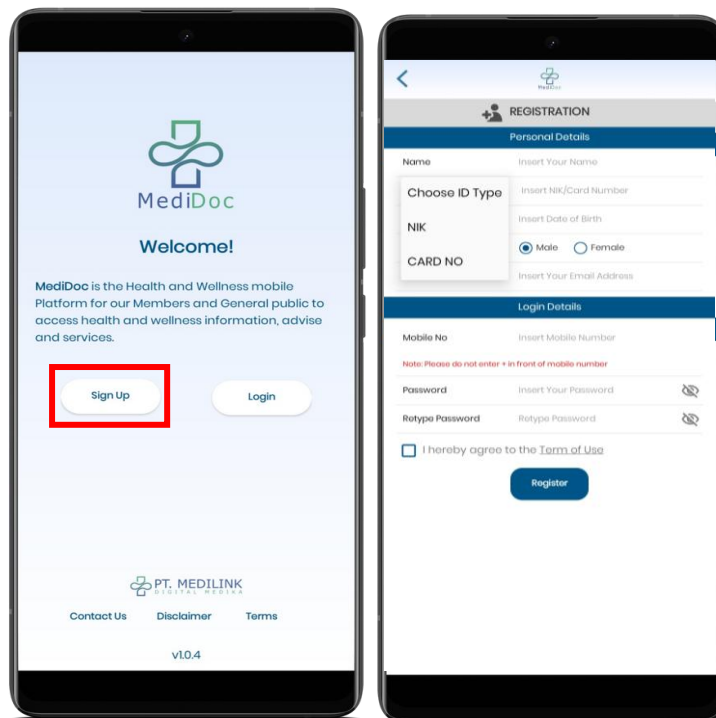 MediDoc
Welcome!
MediDoc is the Health and Wellness mobile
Platform for our Members and General public to
access health and wellness information, advise
and services.
Sign Up
Login
PT. MEDILINK
DIGITAL MEDIKA
Contact Us
Disclaimer
Terms
v1.0.4
MediDoc
REGISTRATION
Personal Details
Name
Insert Your Name
Choose ID Type
Insert NIK/Card Number
NIK
Insert Date of Birth
Male
Female
CARD NO
Insert Your Email Address
Login Details
Mobile No
Insert Mobile Number
Note: Please do not enter + in front of mobile number
Password
Insert Your Password
Retype Password
Retype Password
I hereby agree to the Term of Use
Register